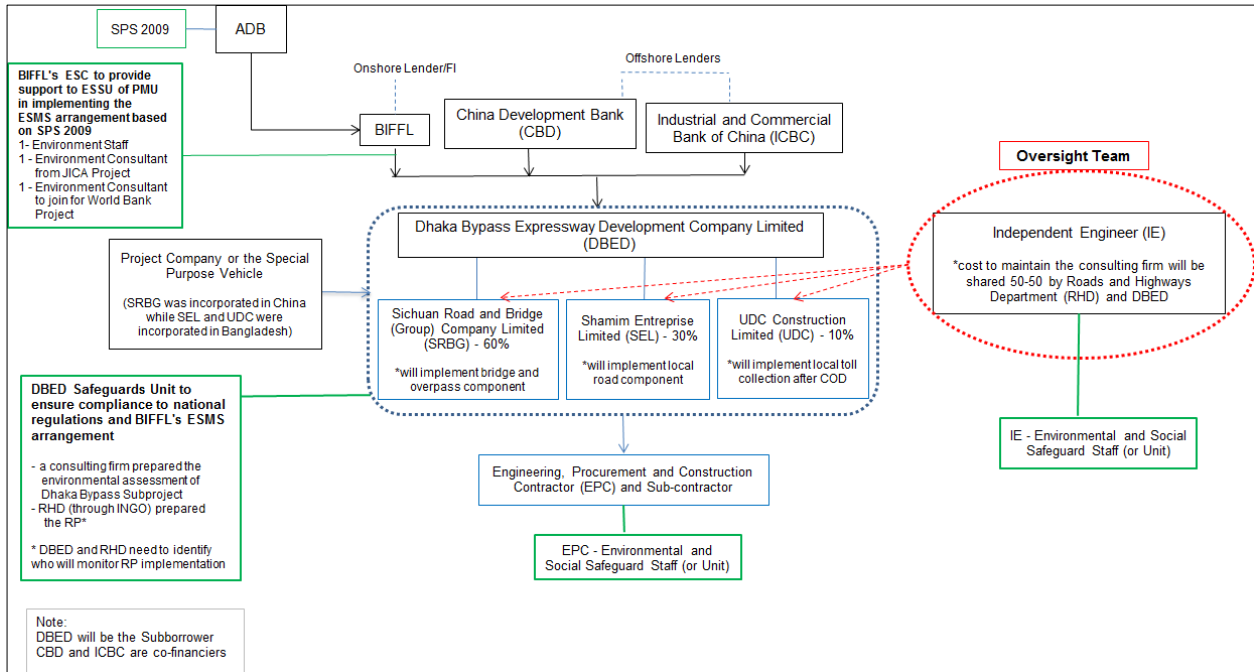 SPS 2009
ADB
BIFFL's ESC to provide
support to ESSU of PMU
in implementing the
ESMS arrangement based
on SPS 2009
1- Environment Staff
1 - Environment Consultant
from JICA Project
1 - Environment Consultant
to join for World Bank
Project
Onshore Lender/FI
Offshore Lenders
BIFFL
China Development Bank
(CBD)
Industrial and Commercial
Bank of China (ICBC)
Oversight Team
Dhaka Bypass Expressway Development Company Limited
(DBED)
Independent Engineer (IE)
*cost to maintain the consulting firm will be
shared 50-50 by Roads and Highways
Department (RHD) and DBED
Project Company or the Special
Purpose Vehicle
(SRBG was incorporated in China
while SEL and UDC were
incorporated in Bangladesh)
Sichuan Road and Bridge
(Group) Company Limited
(SRBG) - 60%
*will implement bridge and
overpass component
Shamim Entreprise
Limited (SEL) - 30%
*will implement local
road component
UDC Construction
Limited (UDC) - 10%
*will implement local toll
collection after COD
DBED Safeguards Unit to
ensure compliance to national
regulations and BIFFL's ESMS
arrangement
- a consulting firm prepared the
environmental assessment of
Dhaka Bypass Subproject
- RHD (through INGO) prepared
the RP*
* DBED and RHD need to identify
who will monitor RP implementation
IE - Environmental and Social
Safeguard Staff (or Unit)
Engineering, Procurement and Construction
Contractor (EPC) and Sub-contractor
EPC - Environmental and
Social Safeguard Staff (or Unit)
Note:
DBED will be the Subborrower
CBD and ICBC are co-financiers